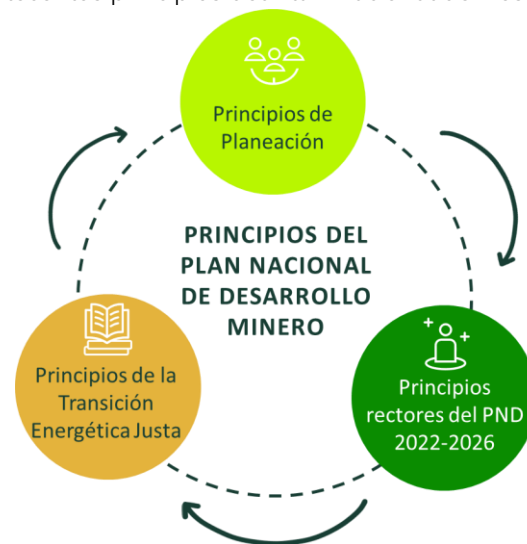 Principios de
Planeación
PRINCIPIOS DEL
PLAN NACIONAL
DE DESARROLLO
MINERO
Principios de la
Transición
Energética Justa
Principios
rectores del PND
2022-2026